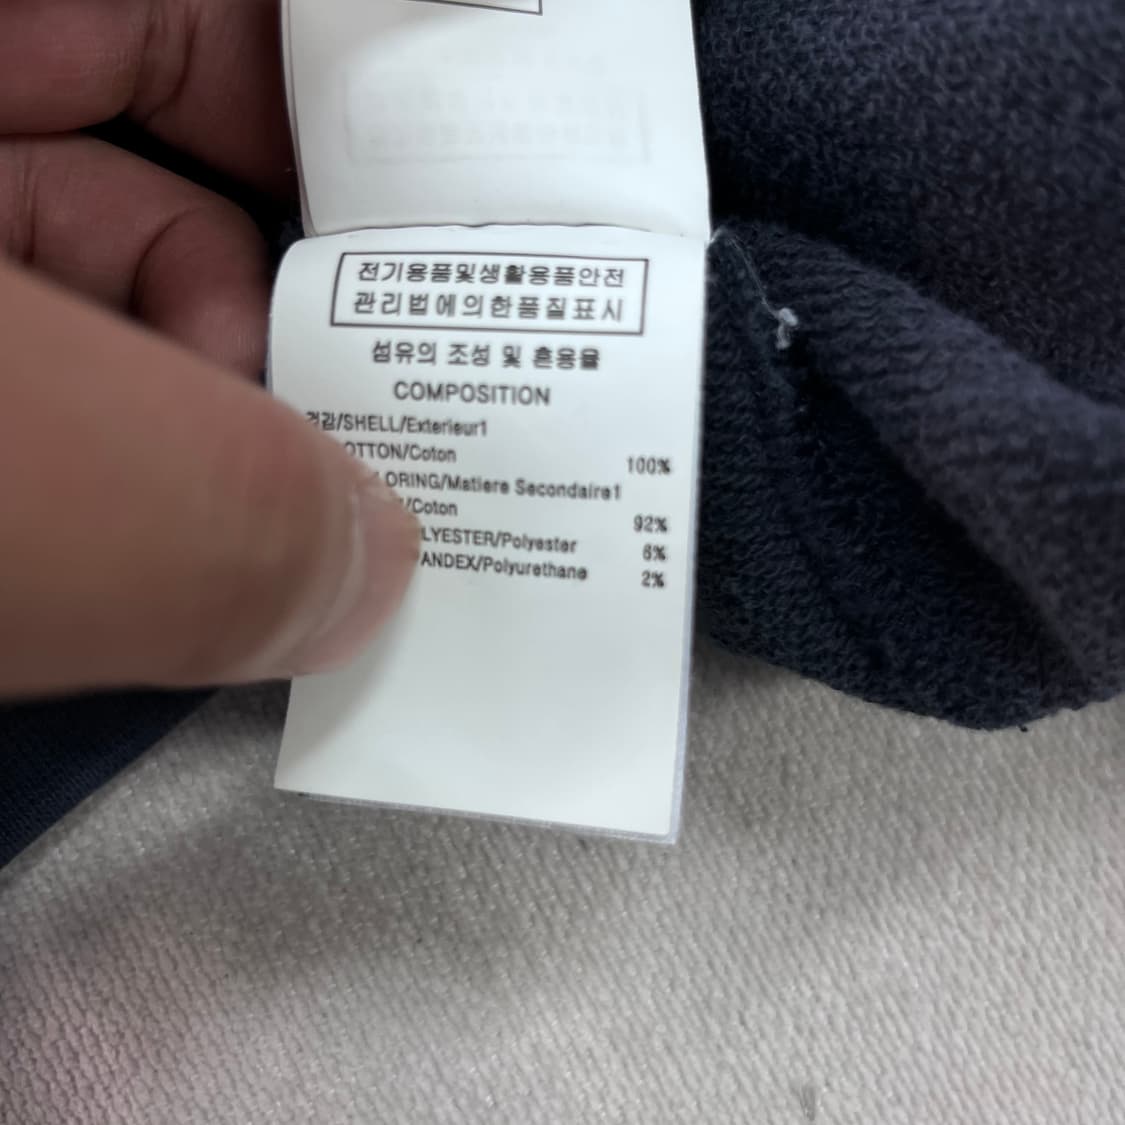 전기용품및생활용품안전
관리법에의한품질표시
섬유의 조성 및 혼용율
COMPOSITION
겉감/SHELL/Exterieur1
OTTON/Coton 100%
ORING/Matiere Secondaire1
/Coton 92%
LYESTER/Polyester 6%
ANDEX/Polyurethane 2%